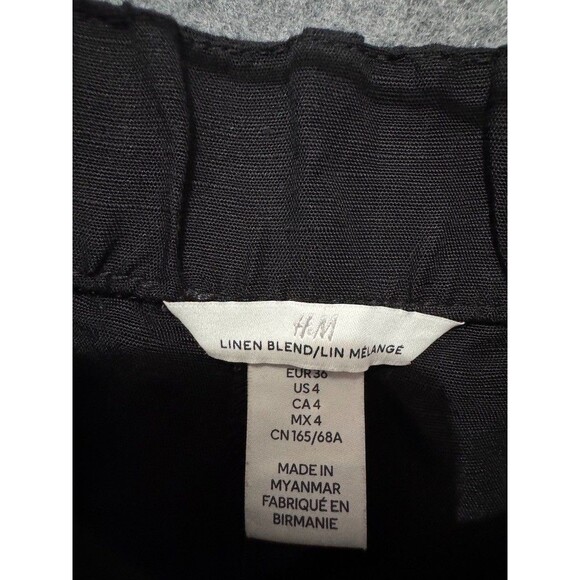 H&M
LINEN BLEND/LIN MÉLANGÉ
EUR 36
US 4
CA 4
MX 4
CN 165/68A
MADE IN
MYANMAR
FABRIQUÉ EN
BIRMANIE